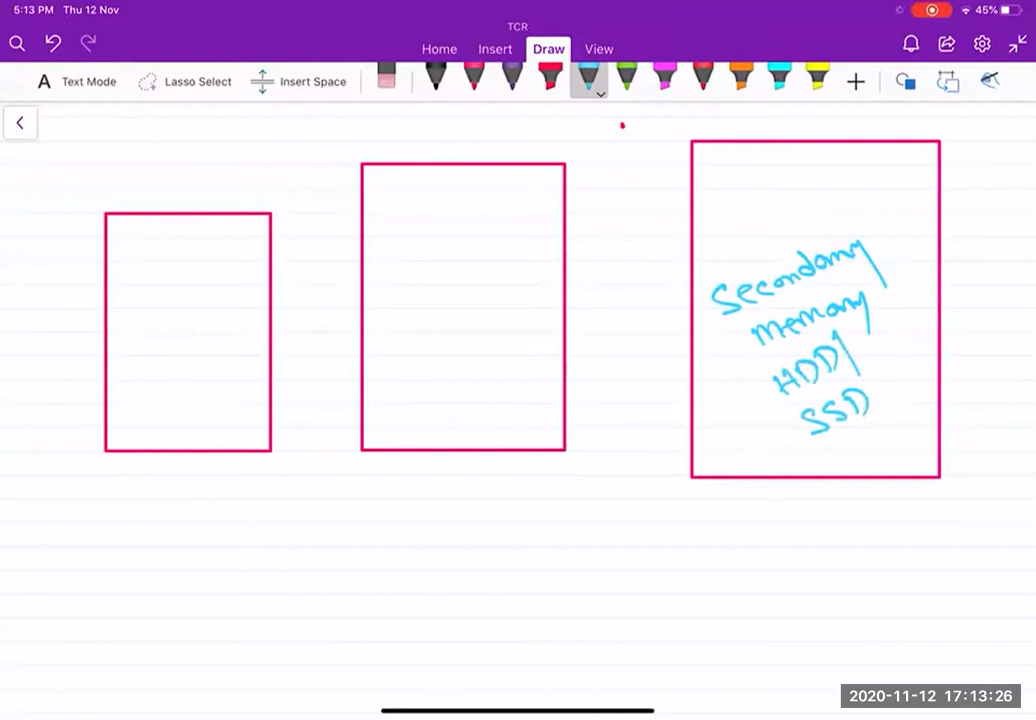 5:13 PM Thu 12 Nov
45%
TCR
Home Insert Draw View
A Text Mode Lasso Select Insert Space
Secondary
memory
HDD/
SSD
2020-11-12 17:13:26